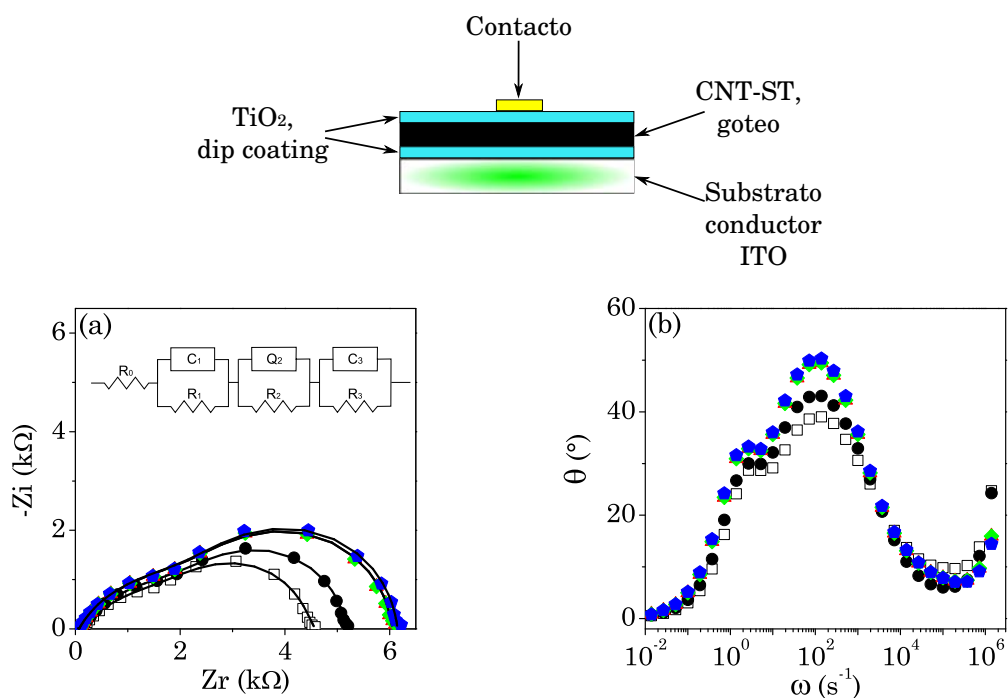 Contacto
TiO₂,
dip coating
CNT-ST,
goteo
Substrato
conductor
ITO
(a)
R₀
C₁
R₁
Q₂
R₂
C₃
R₃
6
4
2
0
-Zi (kΩ)
0 2 4 6
Zr (kΩ)
(b)
60
30
0
θ (°)
10⁻² 10⁰ 10² 10⁴ 10⁶
ω (s⁻¹)